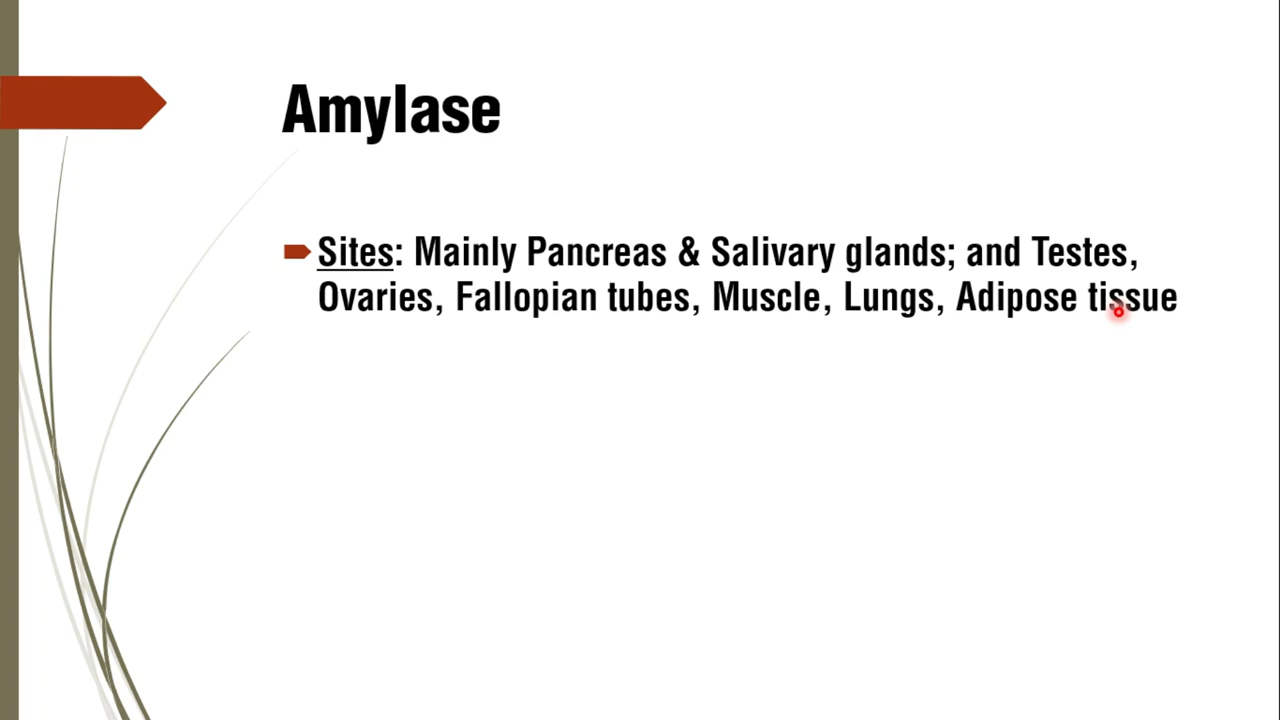 Amylase
Sites: Mainly Pancreas & Salivary glands; and Testes,
Ovaries, Fallopian tubes, Muscle, Lungs, Adipose tissue